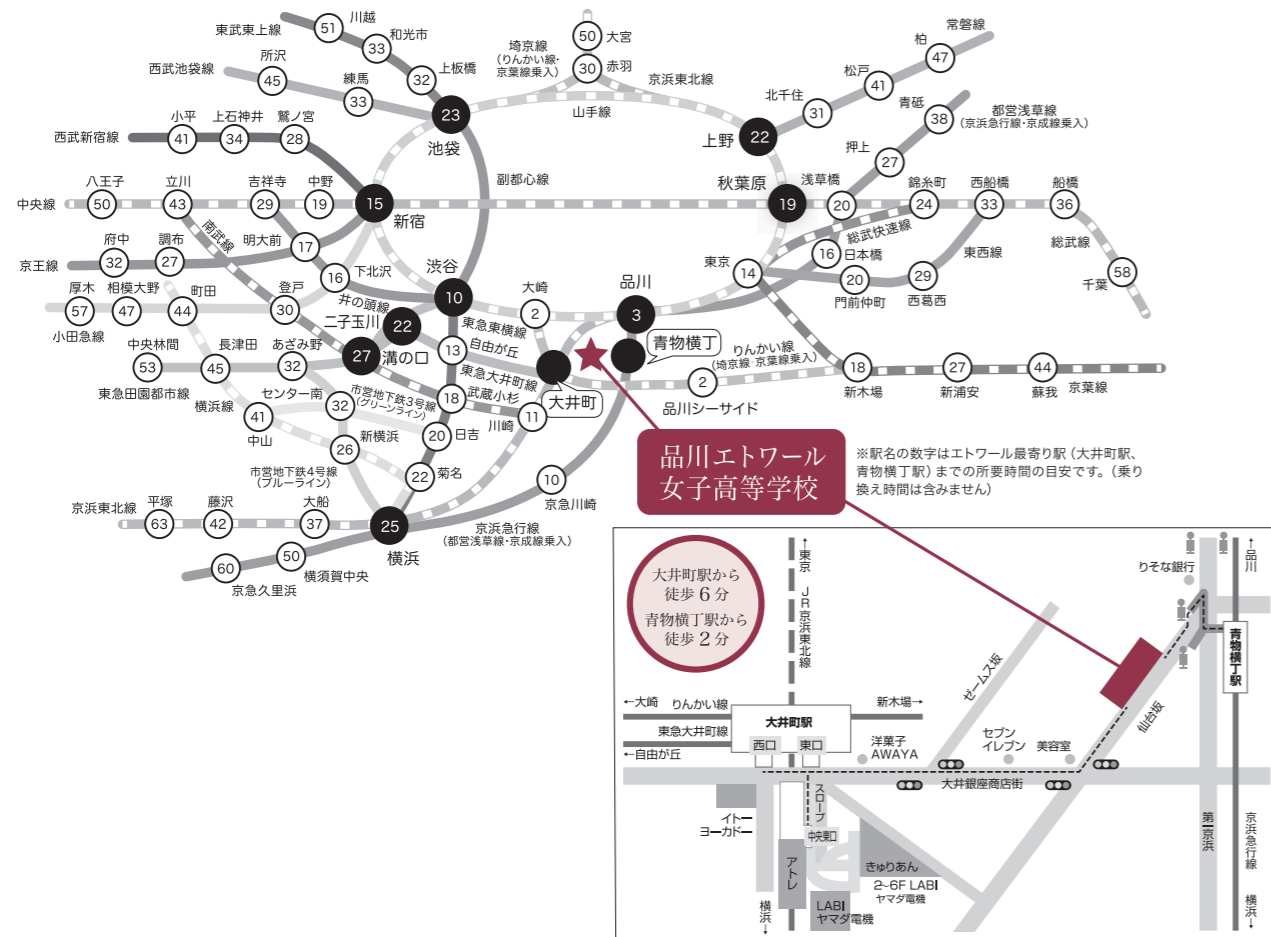 東武東上線
51
川越
33
和光市
32
上板橋
西武池袋線
所沢
45
練馬
33
23
池袋
埼京線
(りんかい線・
京葉線乗入)
50
大宮
30
赤羽
京浜東北線
山手線
常磐線
柏
47
松戸
41
北千住
31
上野
22
青砥
38
都営浅草線
(京浜急行線・京成線乗入)
押上
27
西武新宿線
小平
41
上石神井
34
鷺ノ宮
28
中央線
八王子
50
立川
43
吉祥寺
29
中野
19
15
新宿
副都心線
秋葉原
19
浅草橋
20
錦糸町
24
西船橋
33
船橋
36
総武線
千葉
58
総武快速線
16
日本橋
東西線
29
西葛西
20
門前仲町
東京
14
京王線
府中
32
調布
27
明大前
17
南武線
下北沢
16
井の頭線
渋谷
10
厚木
57
相模大野
47
町田
44
登戸
30
小田急線
二子玉川
22
27
溝の口
中央林間
53
長津田
45
あざみ野
32
東急田園都市線
横浜線
東急東横線
自由が丘
13
東急大井町線
大崎
2
品川
3
青物横丁
大井町
りんかい線
(埼京線・京葉線乗入)
2
品川シーサイド
18
新木場
27
新浦安
44
蘇我
京葉線
センター南
32
市営地下鉄3号線
(グリーンライン)
18
武蔵小杉
11
川崎
41
中山
新横浜
26
20
日吉
市営地下鉄4号線
(ブルーライン)
22
菊名
10
京急川崎
京浜東北線
平塚
63
藤沢
42
大船
37
25
横浜
京浜急行線
(都営浅草線・京成線乗入)
60
京急久里浜
50
横須賀中央
品川エトワール
女子高等学校
※駅名の数字はエトワール最寄り駅(大井町駅、
青物横丁駅)までの所要時間の目安です。(乗り
換え時間は含みません)
大井町駅から
徒歩6分
青物横丁駅から
徒歩2分
↑東京
JR京浜東北線
←大崎
りんかい線
新木場→
東急大井町線
←自由が丘
大井町駅
西口
東口
洋菓子
AWAYA
セブン
イレブン
美容室
ゼームス坂
仙台坂
りそな銀行
↑品川
青物横丁駅
大井銀座商店街
イトー
ヨーカドー
スロープ
中央東口
アトレ
きゅりあん
2~6F LABI
ヤマダ電機
LABI
ヤマダ電機
横浜↓
第一京浜
京浜急行線
横浜↓